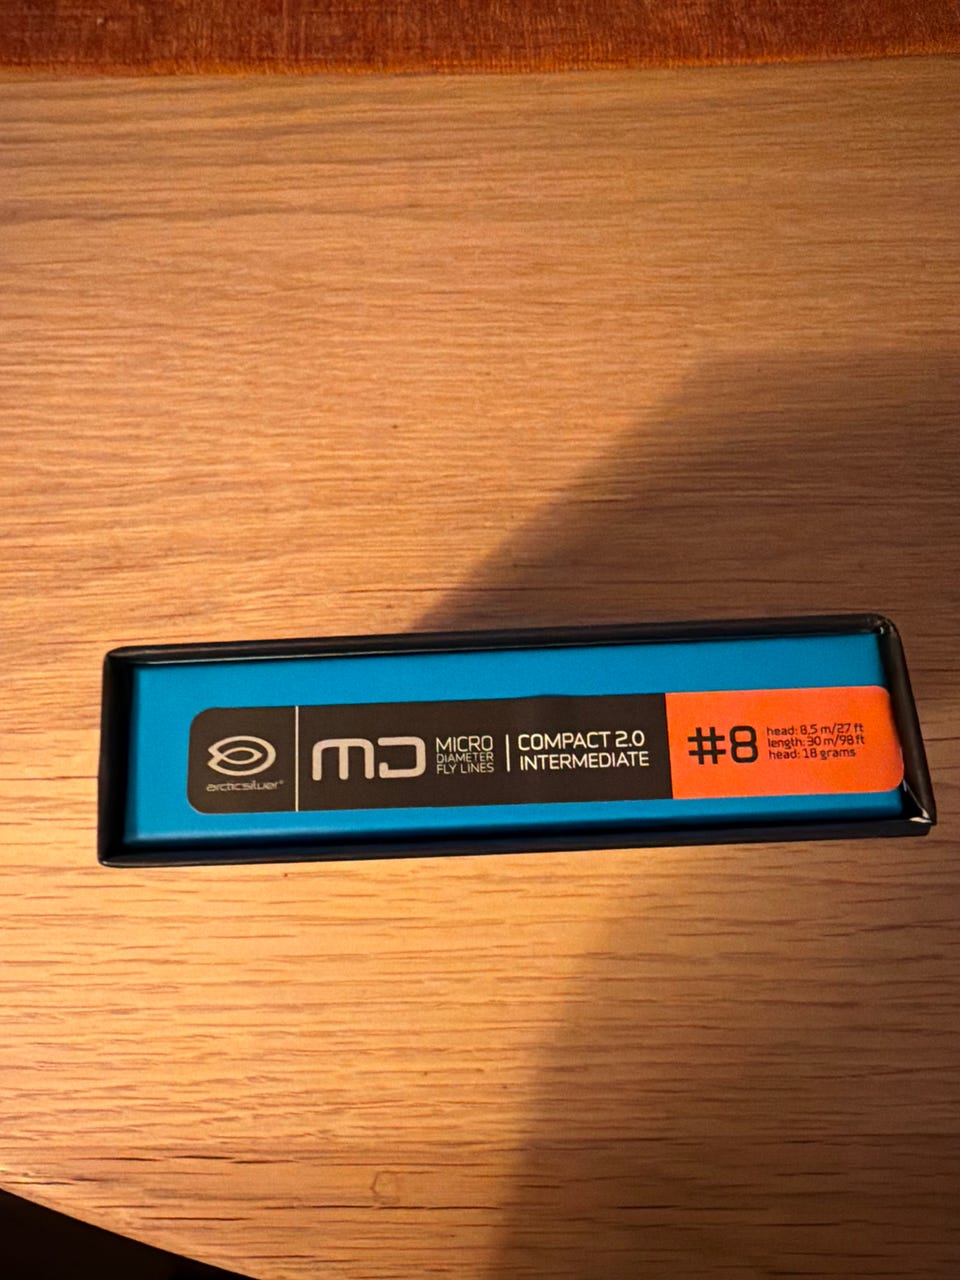 arcticsilver®
MD
MICRO
DIAMETER
FLY LINES
COMPACT 2.0
INTERMEDIATE
#8
head: 8,5 m/27 ft
length: 30 m/98 ft
head: 18 grams